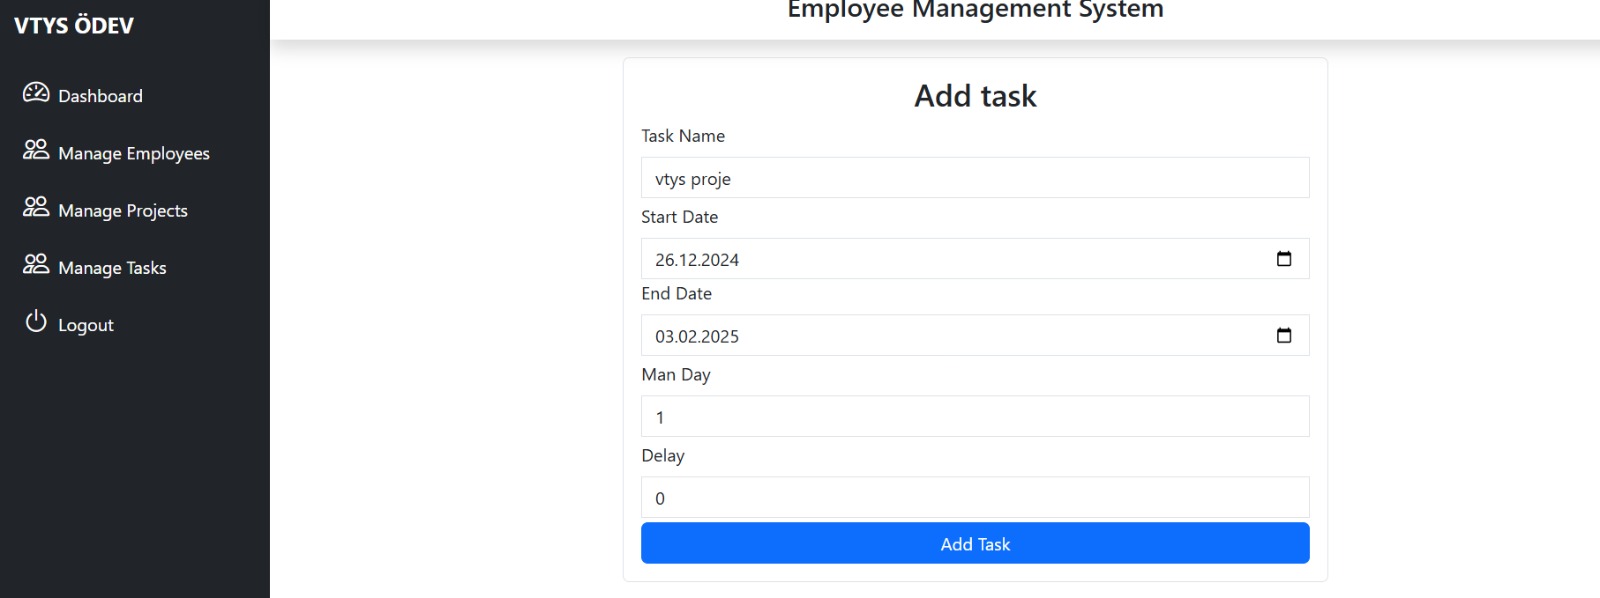 VTYS ÖDEV
Dashboard
Manage Employees
Manage Projects
Manage Tasks
Logout
Employee Management System
Add task
Task Name
vtys proje
Start Date
26.12.2024
End Date
03.02.2025
Man Day
1
Delay
0
Add Task